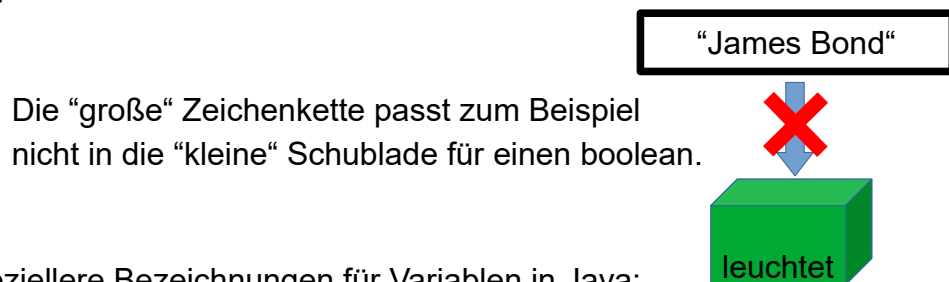 “James Bond“
Die “große“ Zeichenkette passt zum Beispiel
nicht in die “kleine“ Schublade für einen boolean.
leuchtet
Bezeichnungen für Variablen in Java: